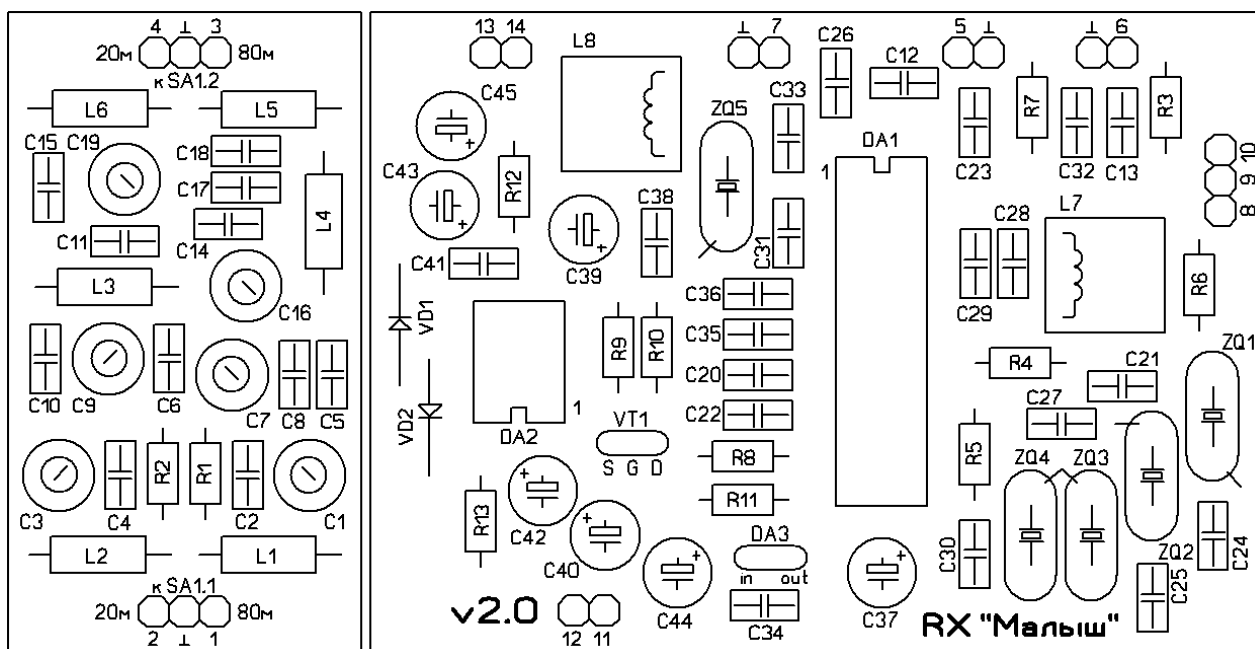 4 ⊥ 3
20м 80м
к SA1.2
L6 L5
C15 C19 C18
C17
L4
C11 C14
L3
C16
C10 C9 C6 C7 C8 C5
C3 C4 R2 R1 C2 C1
L2 L1
к SA1.1
20м 80м
2 ⊥ 1
13 14 ⊥ 7 5 ⊥ ⊥ 6
L8 C26 C12
C45 ZQ5 C33 R7 R3
DA1
C43 R12 1 C23 C32 C13
10
9
8
C38 L7
C41 C39 C31 C29 C28 R6
C36
VD1 R9 R10 C35 R4 ZQ1
C20 C21
VD2 1 C22 C27
DA2 VT1
S G D R8 R5 ZQ4 ZQ3
R13 R11
C42 DA3 C30 ZQ2 C24
C40 in out C25
v2.0 C44 C34 C37 RX "Малыш"
12 11